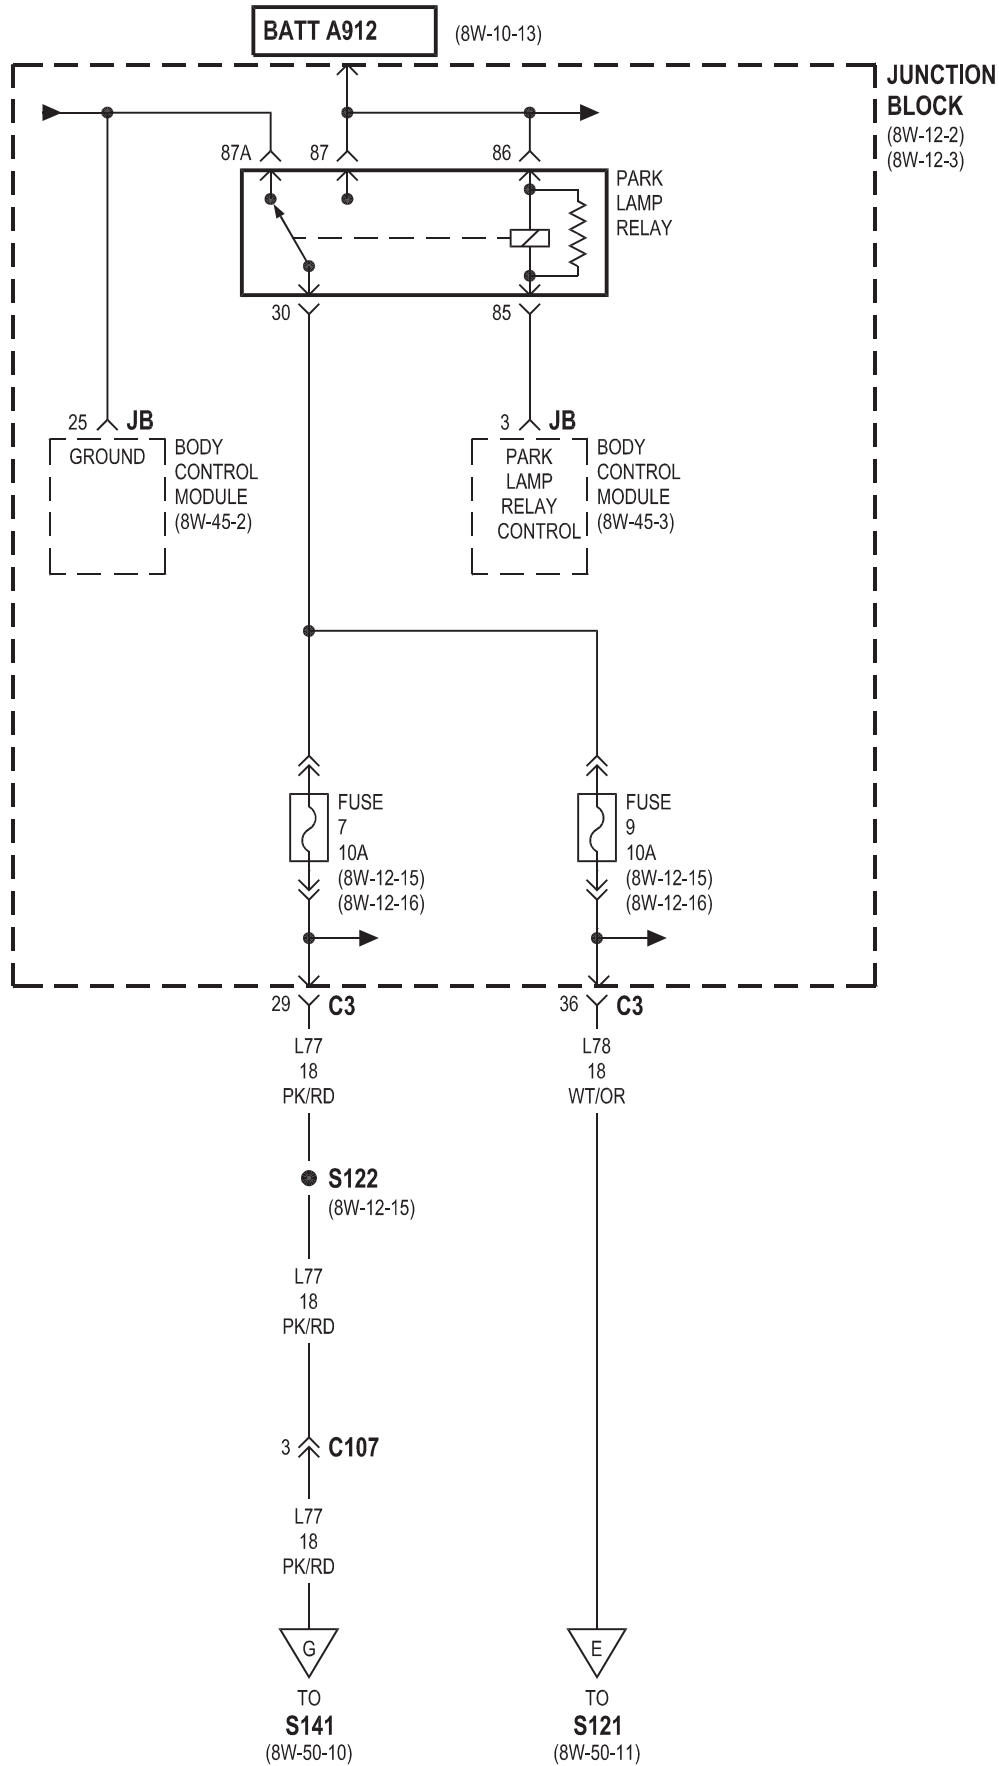 BATT A912
(8W-10-13)
JUNCTION
BLOCK
(8W-12-2)
(8W-12-3)
87A
87
86
PARK
LAMP
RELAY
30
85
25
JB
GROUND
BODY
CONTROL
MODULE
(8W-45-2)
3
JB
PARK
LAMP
RELAY
CONTROL
BODY
CONTROL
MODULE
(8W-45-3)
FUSE
7
10A
(8W-12-15)
(8W-12-16)
FUSE
9
10A
(8W-12-15)
(8W-12-16)
29
C3
36
C3
L77
18
PK/RD
L78
18
WT/OR
S122
(8W-12-15)
L77
18
PK/RD
3
C107
L77
18
PK/RD
G
TO
S141
(8W-50-10)
E
TO
S121
(8W-50-11)